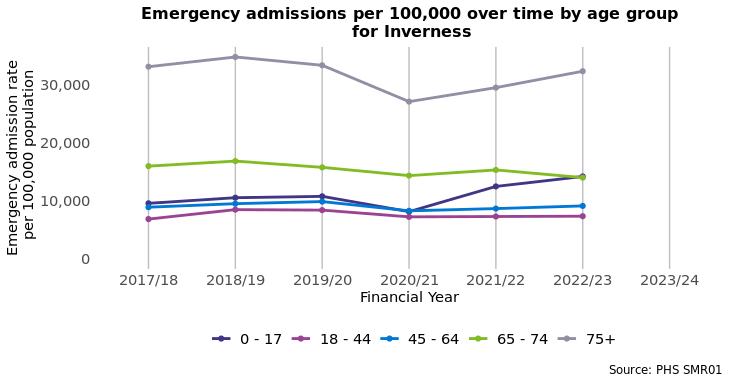 Emergency admissions per 100,000 over time by age group
for Inverness
Emergency admission rate
per 100,000 population
30,000
20,000
10,000
0
2017/18 2018/19 2019/20 2020/21 2021/22 2022/23 2023/24
Financial Year
0 - 17 18 - 44 45 - 64 65 - 74 75+
Source: PHS SMR01